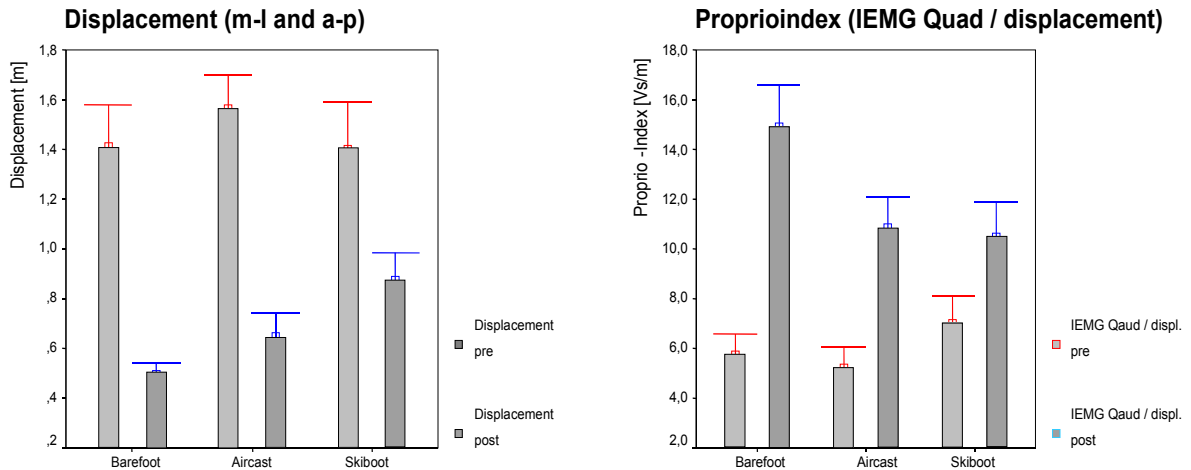 Displacement (m-l and a-p)
Displacement [m]
1,8
1,6
1,4
1,2
1,0
,8
,6
,4
,2
Barefoot Aircast Skiboot
Displacement
pre
Displacement
post
Proprioindex (IEMG Quad / displacement)
Proprio -Index [Vs/m]
18,0
16,0
14,0
12,0
10,0
8,0
6,0
4,0
2,0
Barefoot Aircast Skiboot
IEMG Qaud / displ.
pre
IEMG Qaud / displ.
post